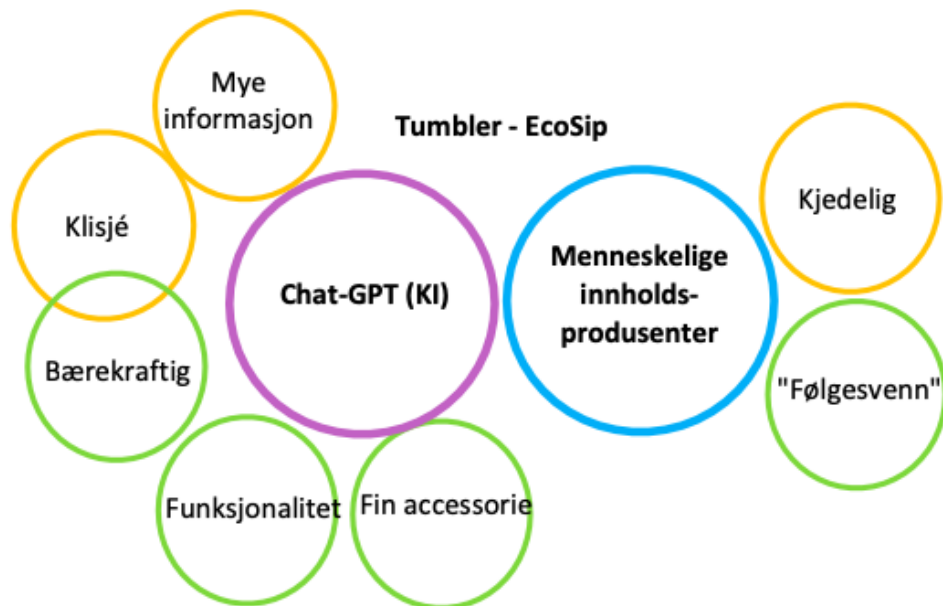 Mye
informasjon
Tumbler - EcoSip
Klisjé
Kjedelig
Chat-GPT (KI)
Menneskelige
innholds-
produsenter
Bærekraftig
"Følgesvenn"
Funksjonalitet
Fin accessorie